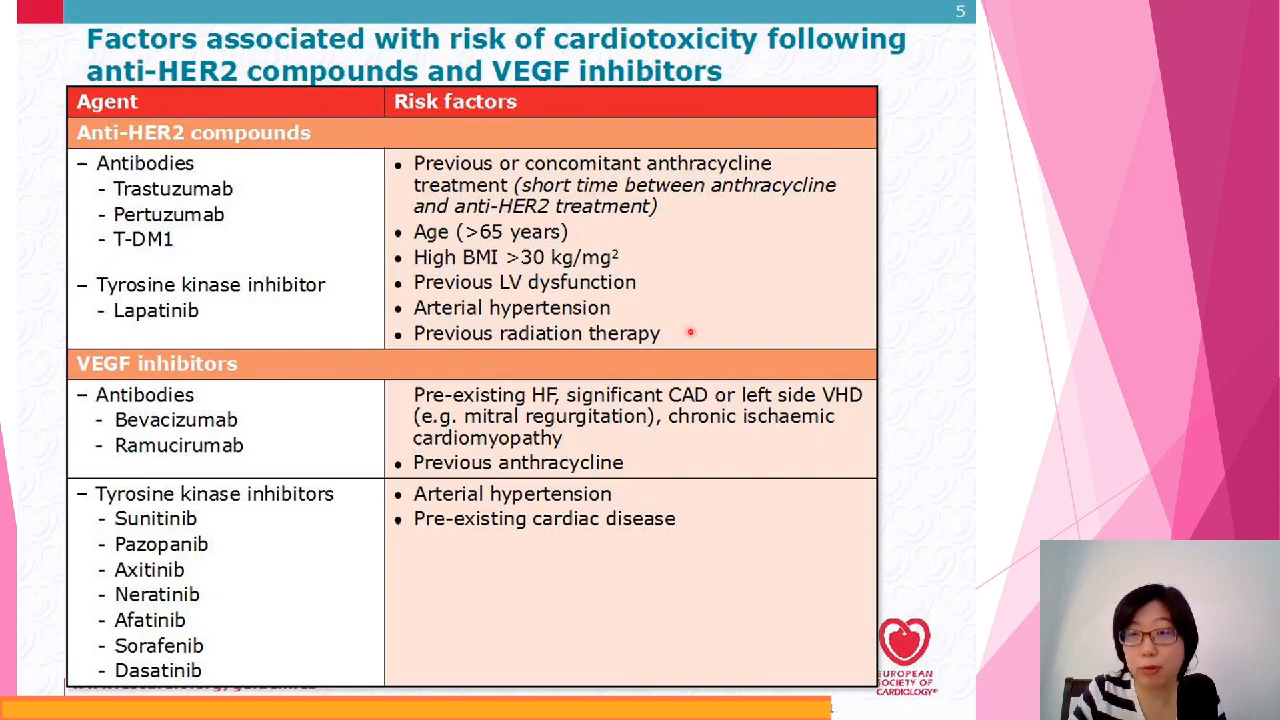 5
Factors associated with risk of cardiotoxicity following
anti-HER2 compounds and VEGF inhibitors
Agent Risk factors
Anti-HER2 compounds
– Antibodies
- Trastuzumab
- Pertuzumab
- T-DM1
– Tyrosine kinase inhibitor
- Lapatinib
• Previous or concomitant anthracycline
treatment (short time between anthracycline
and anti-HER2 treatment)
• Age (>65 years)
• High BMI >30 kg/mg²
• Previous LV dysfunction
• Arterial hypertension
• Previous radiation therapy
VEGF inhibitors
– Antibodies
- Bevacizumab
- Ramucirumab
Pre-existing HF, significant CAD or left side VHD
(e.g. mitral regurgitation), chronic ischaemic
cardiomyopathy
• Previous anthracycline
– Tyrosine kinase inhibitors
- Sunitinib
- Pazopanib
- Axitinib
- Neratinib
- Afatinib
- Sorafenib
- Dasatinib
• Arterial hypertension
• Pre-existing cardiac disease
EUROPEAN
SOCIETY OF
CARDIOLOGY®